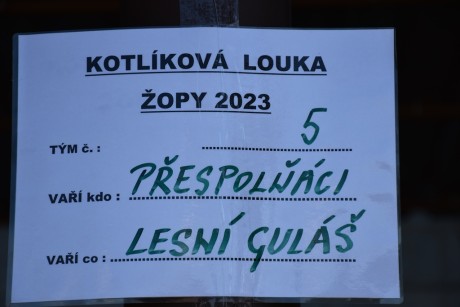 KOTLÍKOVÁ LOUKA
ŽOPY 2023
TÝM č. : 5
VAŘÍ kdo : PŘESPOLŇÁCI
VAŘÍ co : LESNÍ GULÁŠ